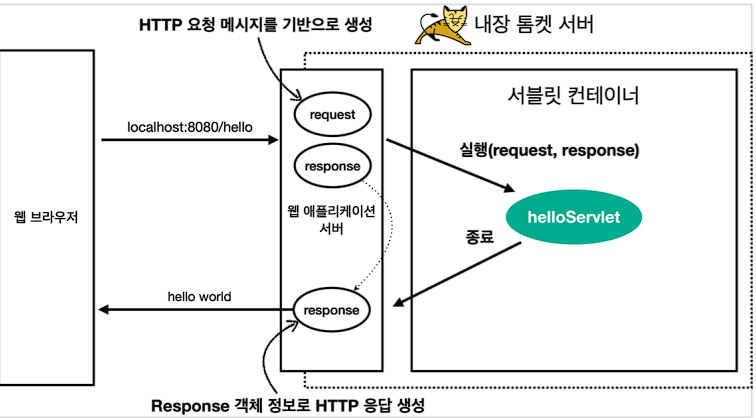 HTTP 요청 메시지를 기반으로 생성
내장 톰켓 서버
서블릿 컨테이너
request
localhost:8080/hello
실행(request, response)
response
웹 브라우저
웹 애플리케이션
서버
helloServlet
종료
hello world
response
Response 객체 정보로 HTTP 응답 생성